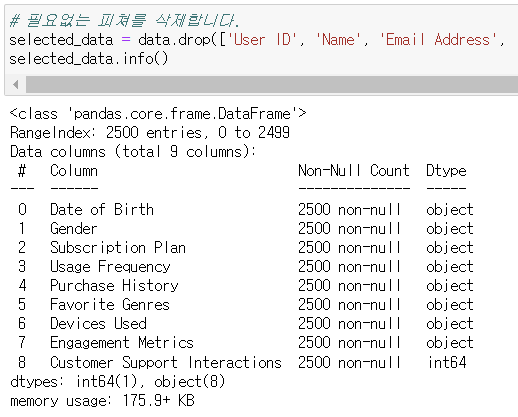 # 필요없는 피쳐를 삭제합니다.
selected_data = data.drop(['User ID', 'Name', 'Email Address',
selected_data.info()
<class 'pandas.core.frame.DataFrame'>
RangeIndex: 2500 entries, 0 to 2499
Data columns (total 9 columns):
 #   Column                         Non-Null Count  Dtype
---  ------                         --------------  -----
 0   Date of Birth                  2500 non-null   object
 1   Gender                         2500 non-null   object
 2   Subscription Plan              2500 non-null   object
 3   Usage Frequency                2500 non-null   object
 4   Purchase History               2500 non-null   object
 5   Favorite Genres                2500 non-null   object
 6   Devices Used                   2500 non-null   object
 7   Engagement Metrics             2500 non-null   object
 8   Customer Support Interactions  2500 non-null   int64
dtypes: int64(1), object(8)
memory usage: 175.9+ KB